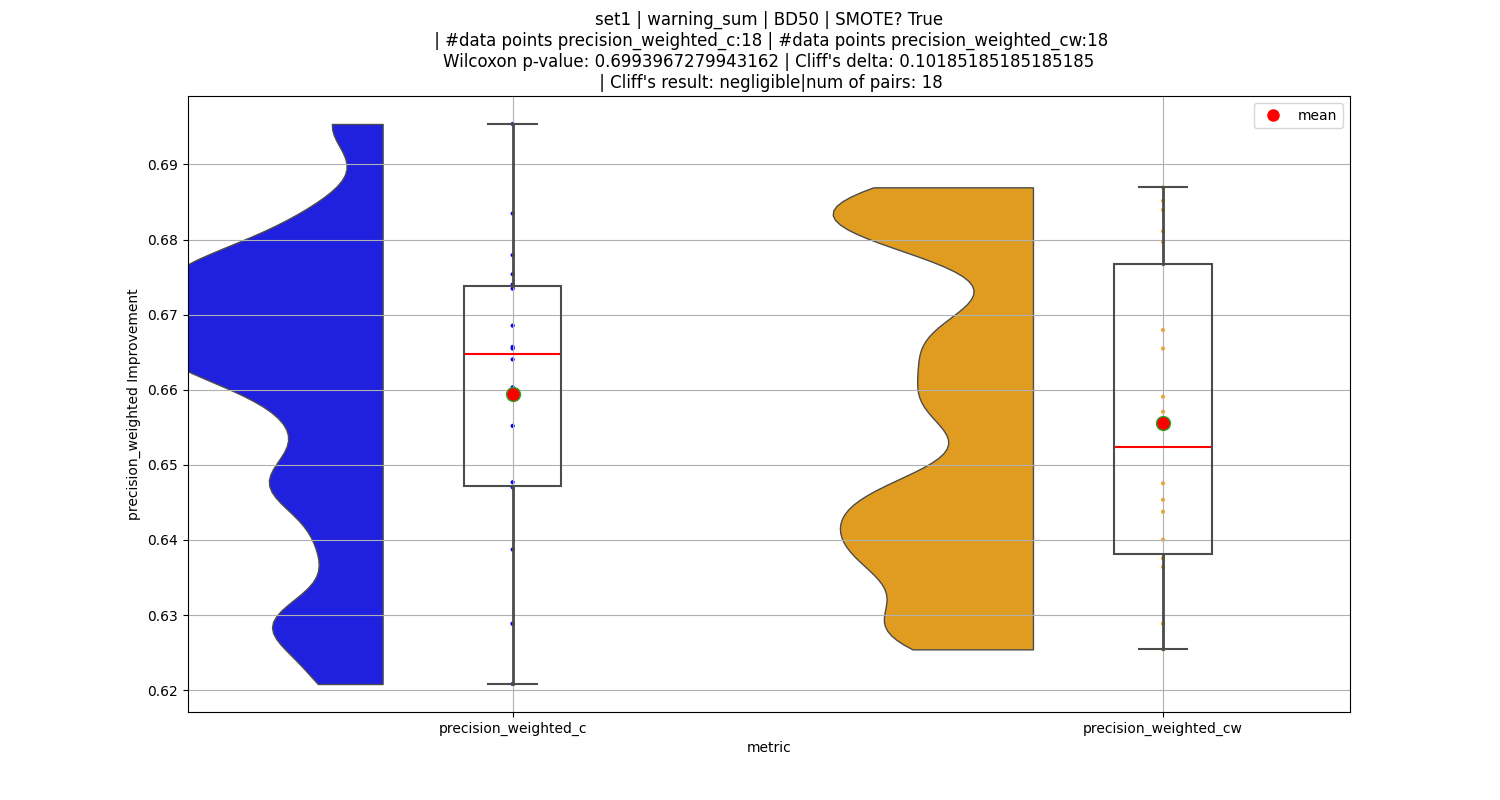 set1 | warning_sum | BD50 | SMOTE? True
| #data points precision_weighted_c:18 | #data points precision_weighted_cw:18
Wilcoxon p-value: 0.6993967279943162 | Cliff's delta: 0.10185185185185185
| Cliff's result: negligible|num of pairs: 18
mean
0.69
0.68
0.67
0.66
0.65
0.64
0.63
0.62
precision_weighted Improvement
precision_weighted_c
precision_weighted_cw
metric